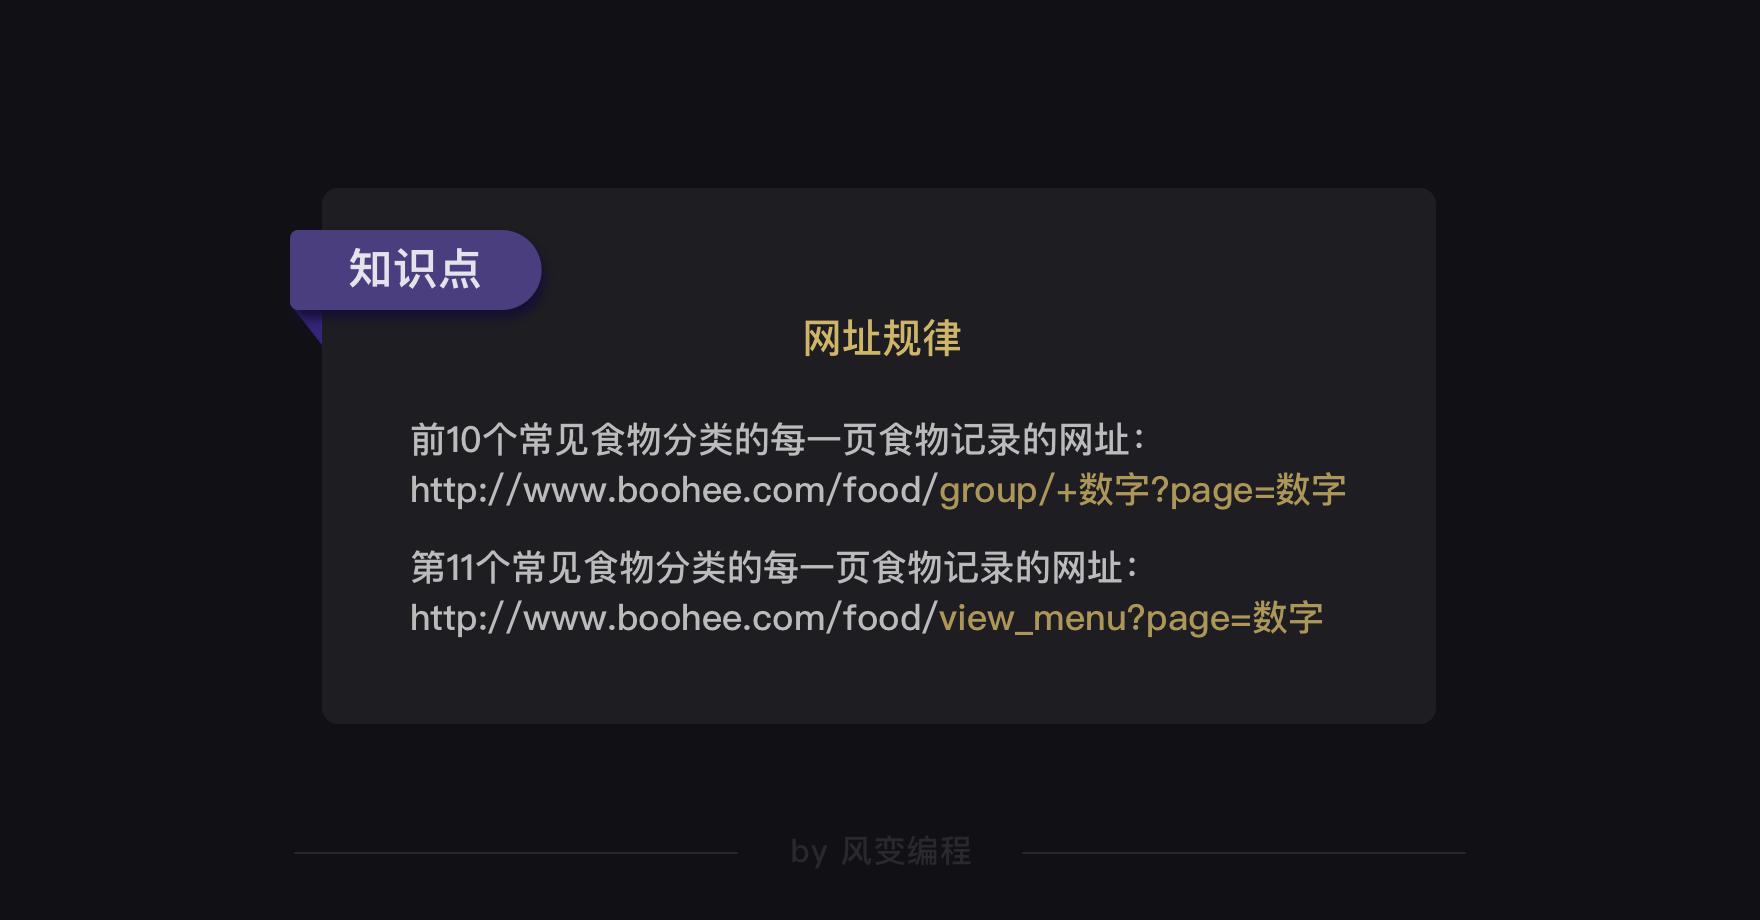 知识点
网址规律
前10个常见食物分类的每一页食物记录的网址：
http://www.boohee.com/food/group/+数字?page=数字
第11个常见食物分类的每一页食物记录的网址：
http://www.boohee.com/food/view_menu?page=数字
by 风变编程